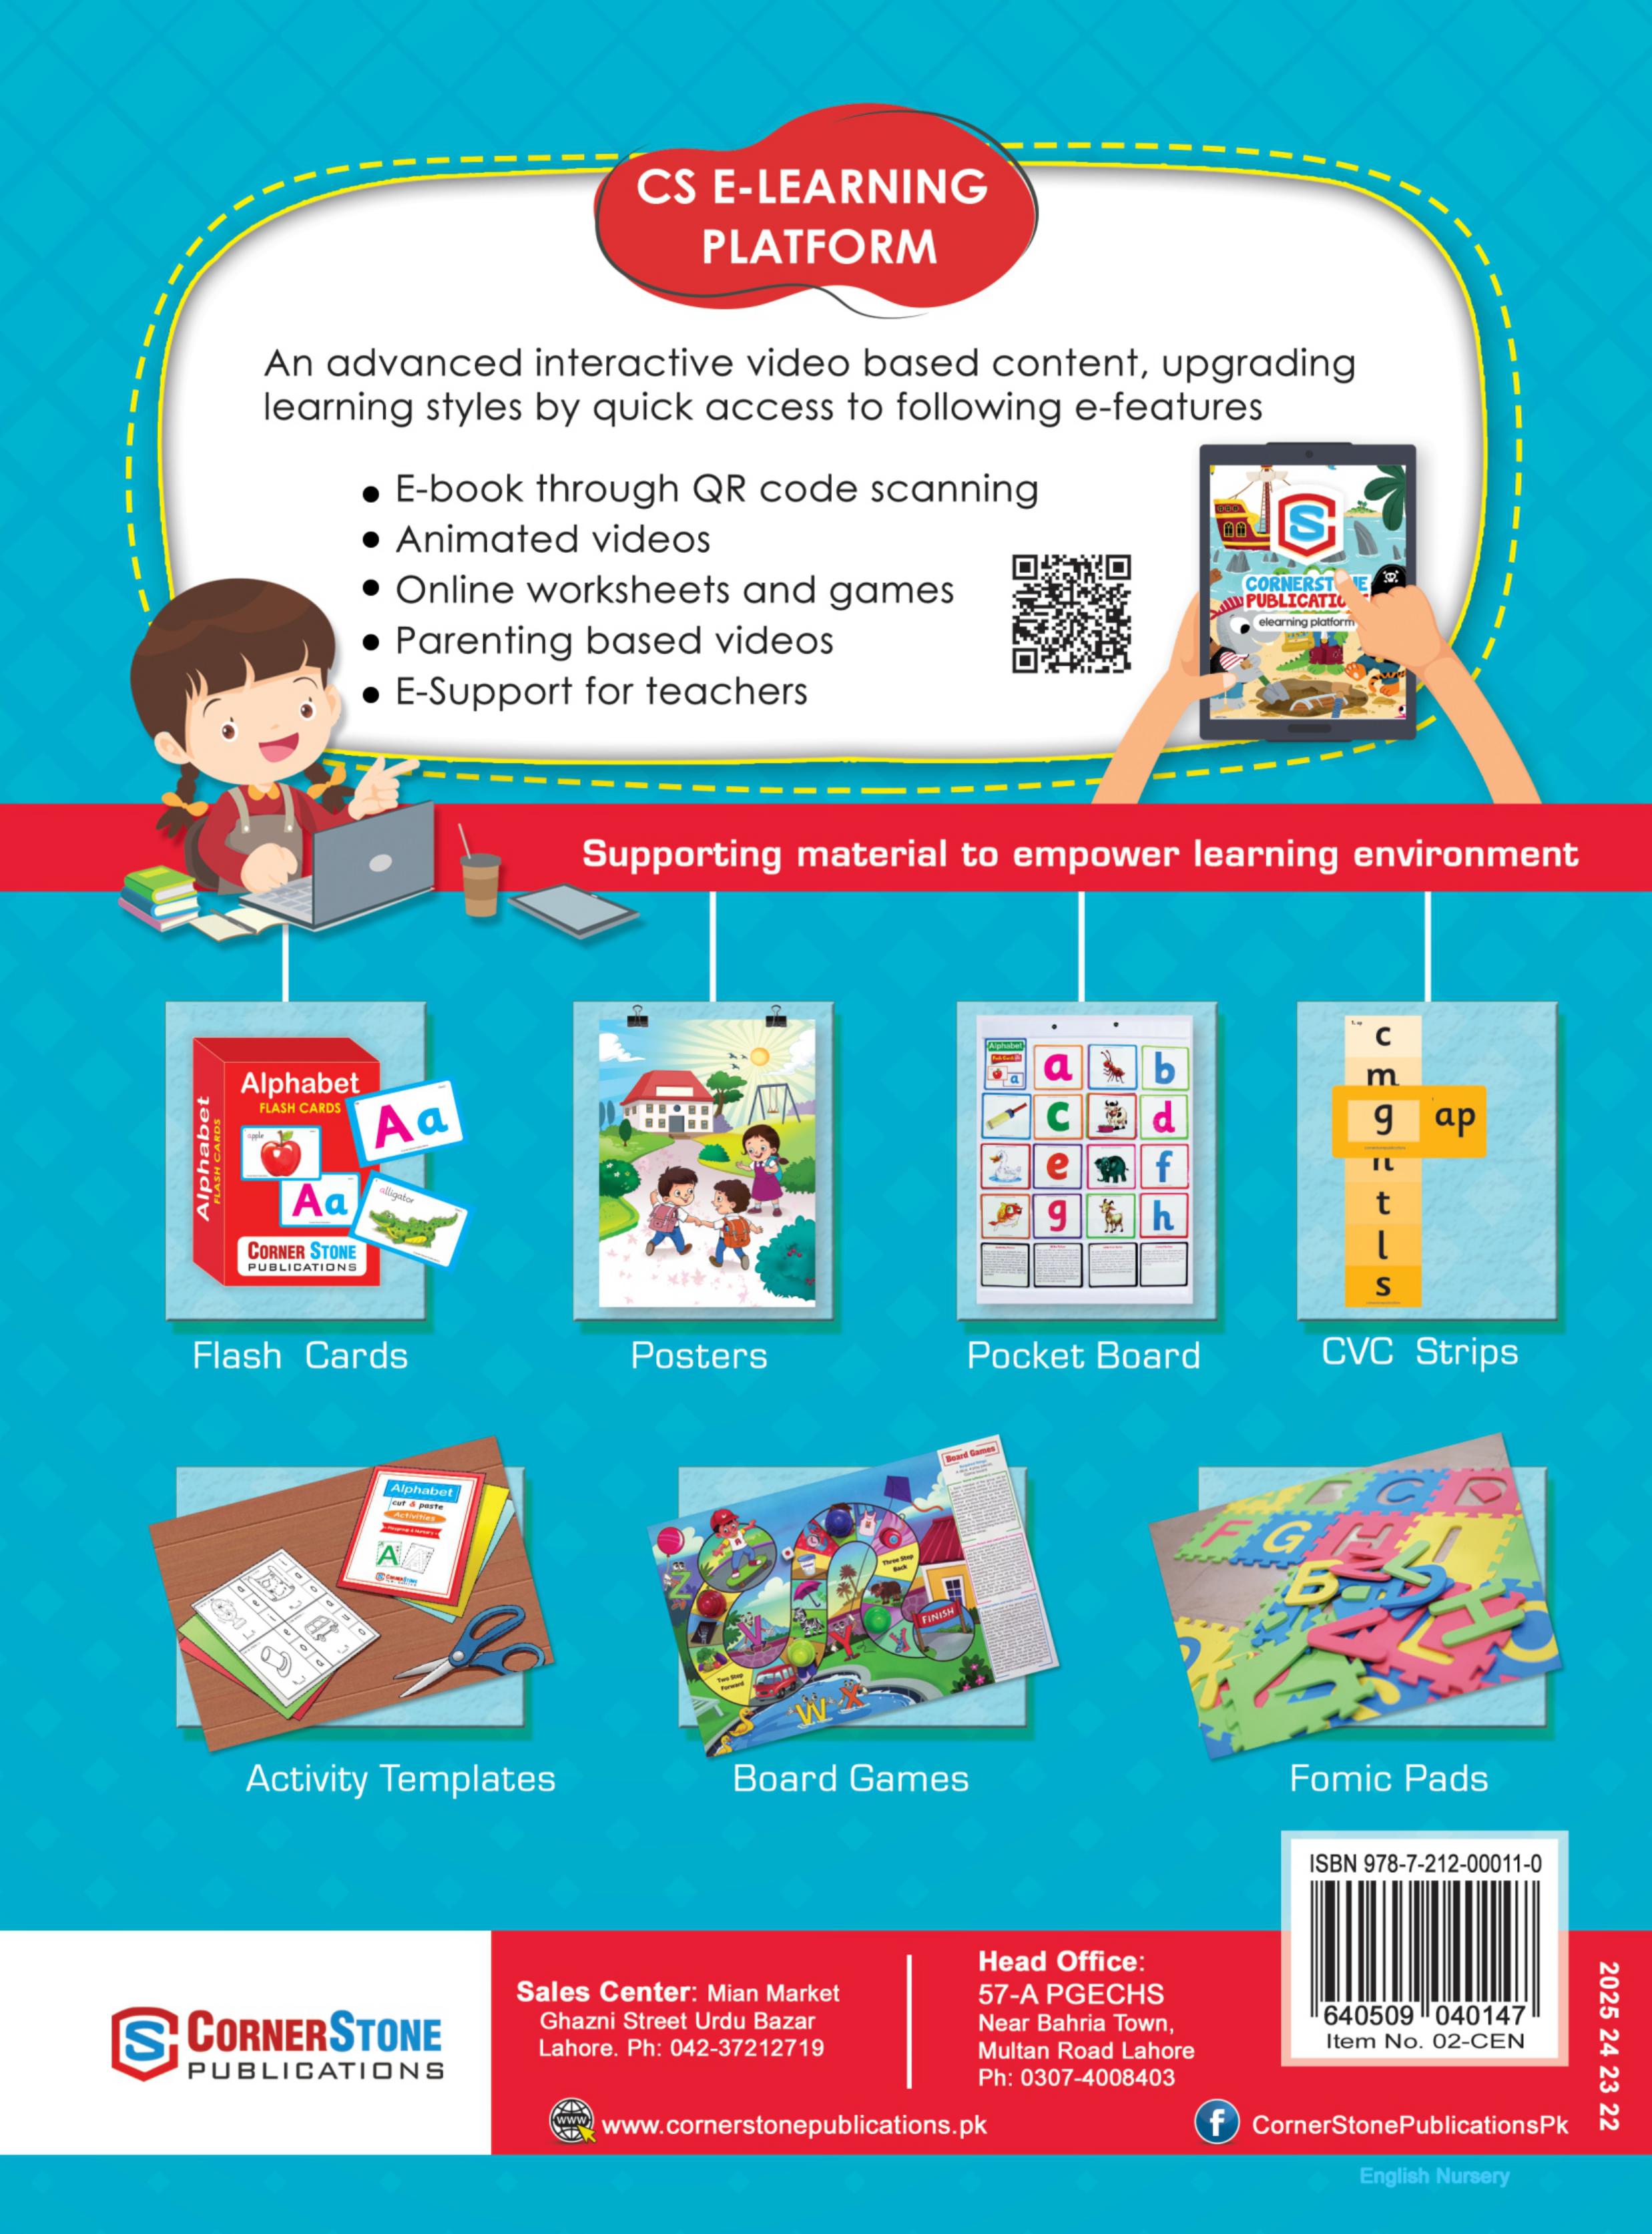 CS E-LEARNING
PLATFORM
An advanced interactive video based content, upgrading
learning styles by quick access to following e-features
• E-book through QR code scanning
• Animated videos
• Online worksheets and games
• Parenting based videos
• E-Support for teachers
elearning platform
Supporting material to empower learning environment
Alphabet
FLASH CARDS
Alphabet
FLASH CARDS
apple
Aa
Aa
alligator
CORNER STONE
PUBLICATIONS
Flash Cards
Posters
Alphabet
a
a b
c d
e f
g h
Pocket Board
c
m
g ap
t
l
s
CVC Strips
Alphabet
cut & paste
Activities
A
Activity Templates
Board Games
Three Step
Back
FINISH
Two Step
Forward
Z
V
Y
W X
Board Games
C
F G H I
B
H
Fomic Pads
ISBN 978-7-212-00011-0
640509 040147
Item No. 02-CEN
2025 24 23 22
CORNERSTONE
PUBLICATIONS
Sales Center: Mian Market
Ghazni Street Urdu Bazar
Lahore. Ph: 042-37212719
Head Office:
57-A PGECHS
Near Bahria Town,
Multan Road Lahore
Ph: 0307-4008403
www
www.cornerstonepublications.pk
f CornerStonePublicationsPk
English Nursery